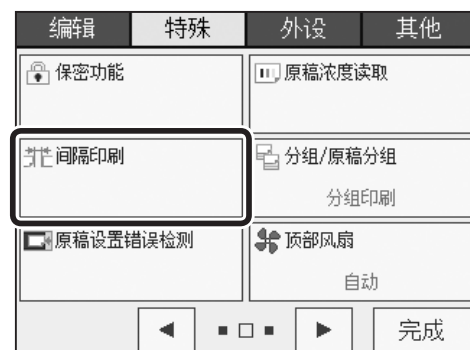 编辑 特殊 外设 其他
保密功能 原稿浓度读取
间隔印刷 分组/原稿分组
分组印刷
原稿设置错误检测 顶部风扇
自动
完成